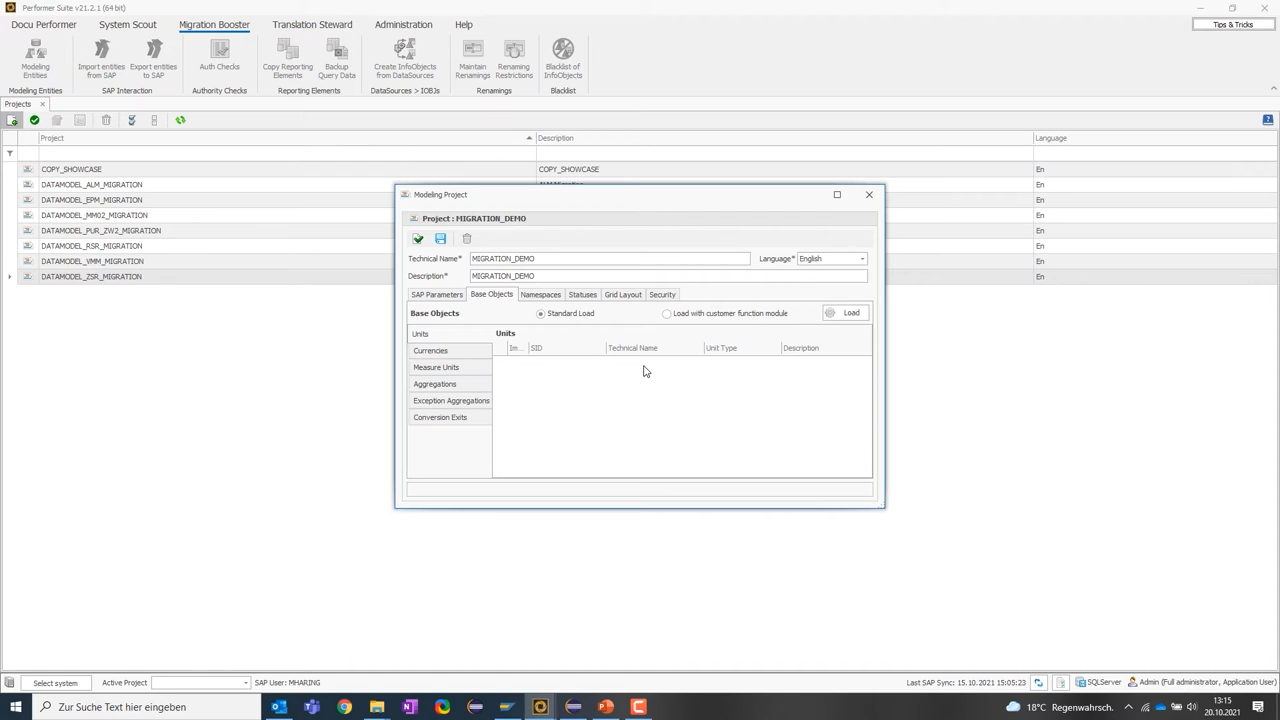 Performer Suite v21.2.1 (64 bit)
Docu Performer System Scout Migration Booster Translation Steward Administration Help
Tips & Tricks
Modeling Entities
Import entities from SAP
Export entities to SAP
Auth Checks
Copy Reporting Elements
Backup Query Data
Create InfoObjects from DataSources
Maintain Renamings
Renaming Restrictions
Blacklist of InfoObjects
Modeling Entities SAP Interaction Authority Checks Reporting Elements DataSources > IOBJs Renamings Blacklist
Projects
Project Description Language
COPY_SHOWCASE COPY_SHOWCASE En
DATAMODEL_ALM_MIGRATION En
DATAMODEL_EPM_MIGRATION En
DATAMODEL_MM02_MIGRATION En
DATAMODEL_PUR_ZW2_MIGRATION En
DATAMODEL_RSR_MIGRATION En
DATAMODEL_VMM_MIGRATION En
DATAMODEL_ZSR_MIGRATION En
Modeling Project
Project : MIGRATION_DEMO
Technical Name* MIGRATION_DEMO Language* English
Description* MIGRATION_DEMO
SAP Parameters Base Objects Namespaces Statuses Grid Layout Security
Base Objects Standard Load Load with customer function module Load
Units
Currencies
Measure Units
Aggregations
Exception Aggregations
Conversion Exits
Units
Im... SID Technical Name Unit Type Description
Select system Active Project SAP User: MHARING Last SAP Sync: 15.10.2021 15:05:23 SQLServer Admin (Full administrator, Application User)
Zur Suche Text hier eingeben
18°C Regenwahrsch.
13:15
20.10.2021